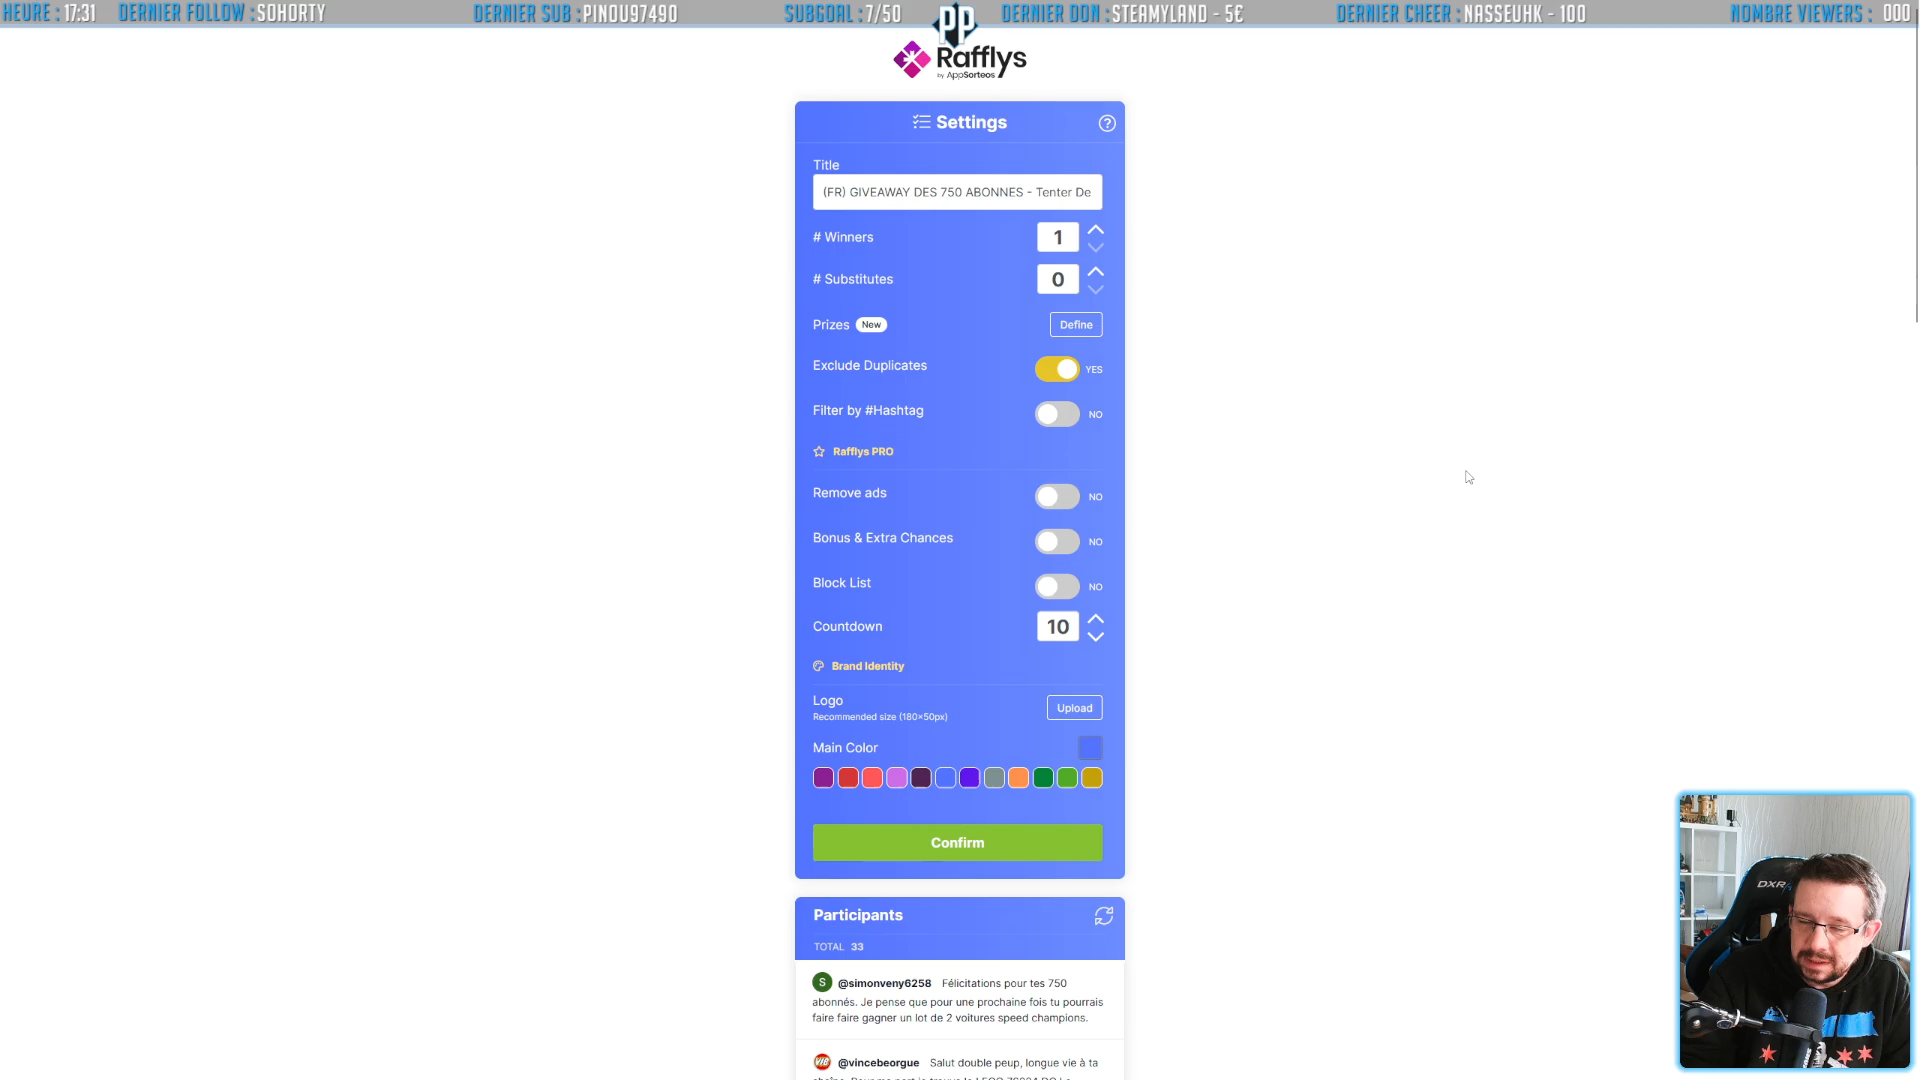 HEURE : 17:31 DERNIER FOLLOW : SOHORTY DERNIER SUB : PINOU97490 SUBGOAL : 7/50 PP DERNIER DON : STEAMYLAND - 5€ DERNIER CHEER : NASSEUHK - 100 NOMBRE VIEWERS : 000
Rafflys
by AppSorteos
Settings
Title
(FR) GIVEAWAY DES 750 ABONNES - Tenter De
# Winners 1
# Substitutes 0
Prizes New Define
Exclude Duplicates YES
Filter by #Hashtag NO
Rafflys PRO
Remove ads NO
Bonus & Extra Chances NO
Block List NO
Countdown 10
Brand Identity
Logo
Recommended size (180x50px)
Upload
Main Color
Confirm
Participants
TOTAL 33
S @simonveny6258 Félicitations pour tes 750
abonnés. Je pense que pour une prochaine fois tu pourrais
faire faire gagner un lot de 2 voitures speed champions.
@vincebeorgue Salut double peup, longue vie à ta
DXR